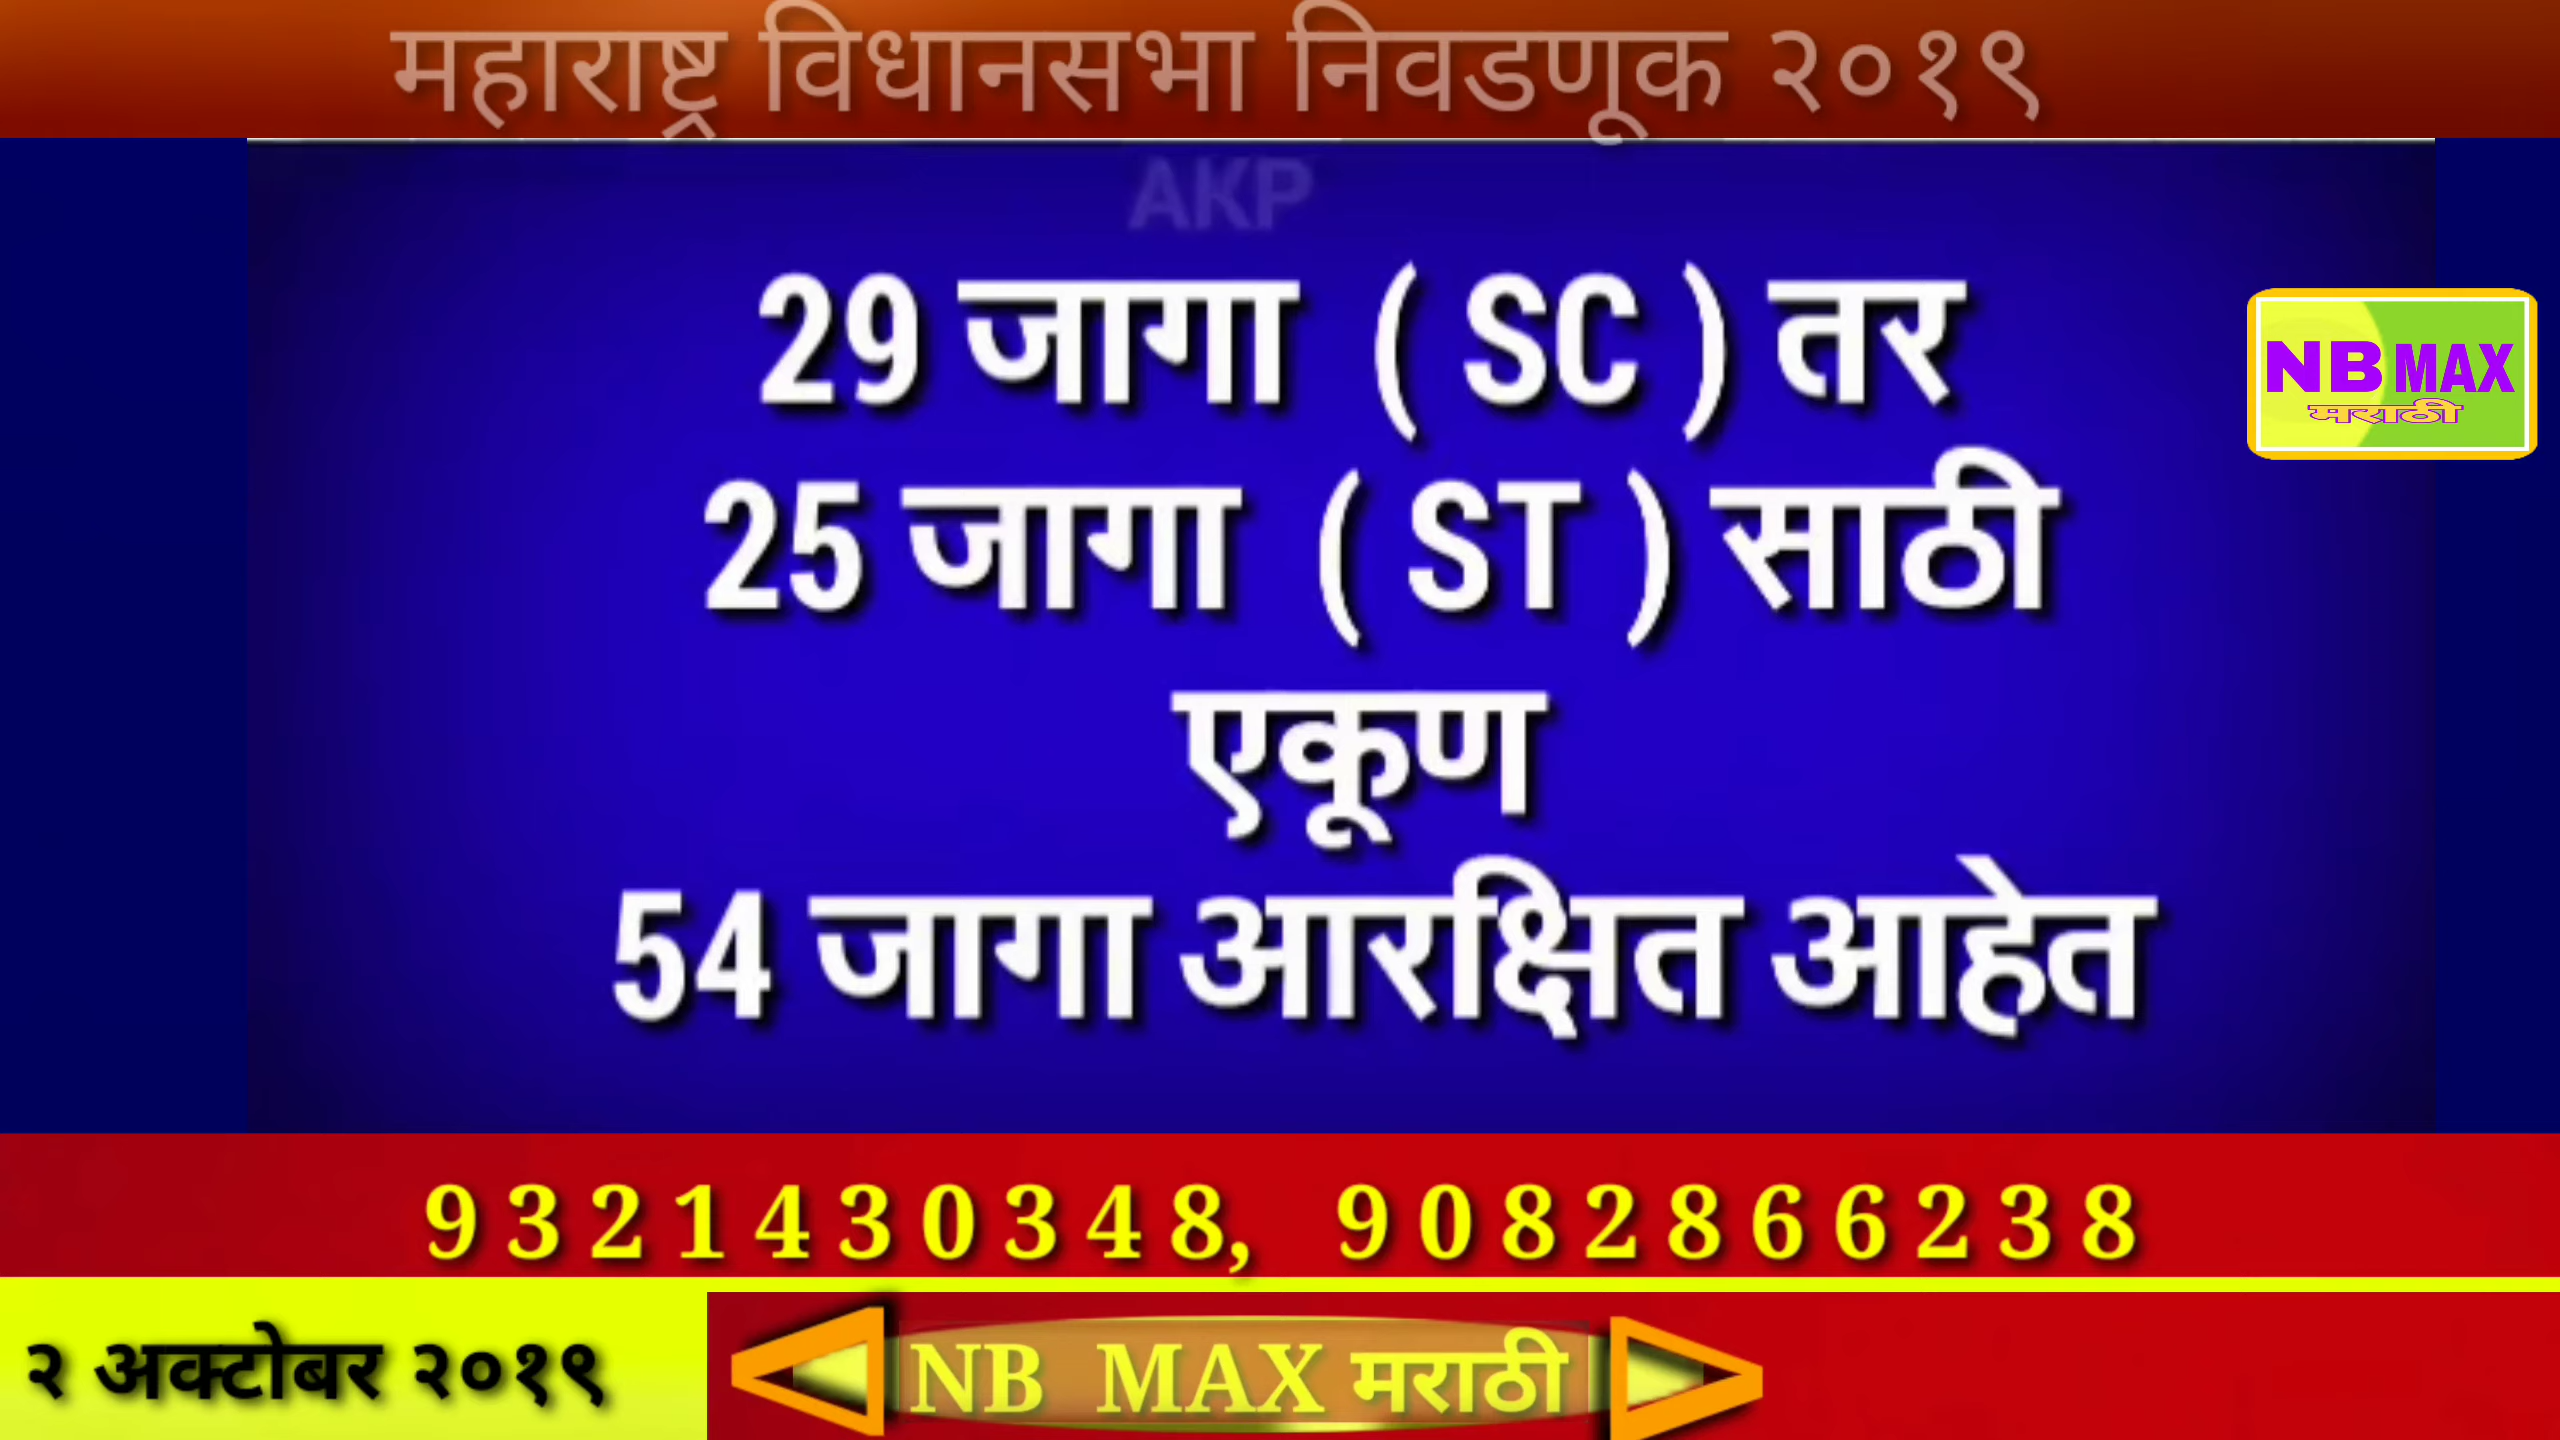 महाराष्ट्र विधानसभा निवडणूक २०१९
AKP
29 जागा ( SC ) तर
25 जागा ( ST ) साठी
एकूण
54 जागा आरक्षित आहेत
NB MAX
मराठी
9321430348, 9082866238
२ अक्टोबर २०१९
NB MAX मराठी